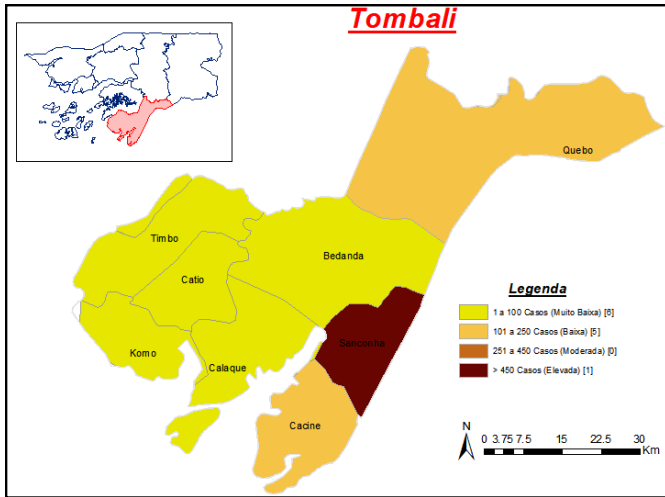 Tombali
Quebo
Timbo
Bedanda
Catio
Sanconha
Komo
Calaque
Cacine
Legenda
1 a 100 Casos (Muito Baixa) [6]
101 a 250 Casos (Baixa) [5]
251 a 450 Casos (Moderada) [0]
> 450 Casos (Elevada) [1]
N
0 3.75 7.5 15 22.5 30
Km